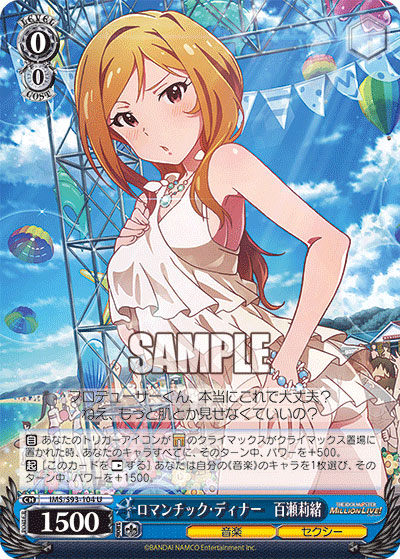 LEVEL
0
0
COST
SAMPLE
プロデューサーくん、本当にこれで大丈夫？
ねえ、もっと肌とか見せなくていいの？
自 あなたのトリガーアイコンが のクライマックスがクライマックス置場に
置かれた時、あなたのキャラすべてに、そのターン中、パワーを＋1000。
起 [このカードを する] あなたは自分の《音楽》のキャラを1枚選び、そのター
ン中、パワーを＋1500。
CH
IMS/S93-104 U
POWER
1500
ロマンチック・ディナー 百瀬莉緒
THE IDOLM@STER
MILLION LIVE!
音楽
セクシー
©BANDAI NAMCO Entertainment Inc.